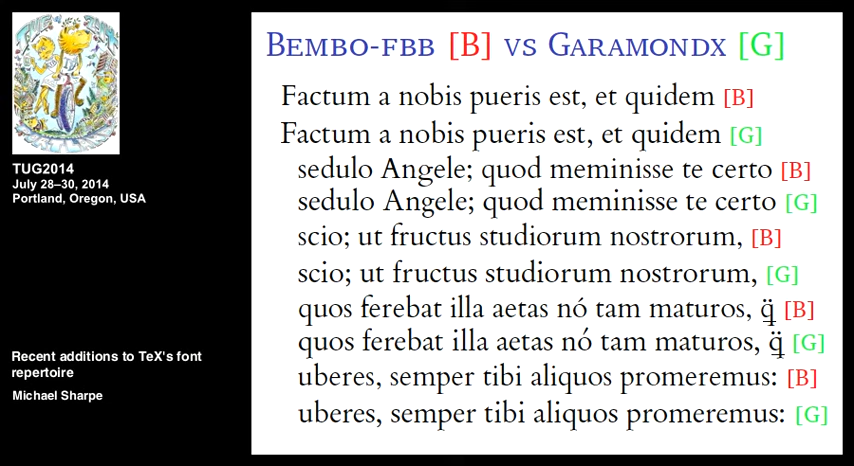 TUG2014
July 28–30, 2014
Portland, Oregon, USA
Recent additions to TeX's font
repertoire
Michael Sharpe
Bembo-fbb [B] vs Garamondx [G]
Factum a nobis pueris est, et quidem [B]
Factum a nobis pueris est, et quidem [G]
sedulo Angele; quod meminisse te certo [B]
sedulo Angele; quod meminisse te certo [G]
scio; ut fructus studiorum nostrorum, [B]
scio; ut fructus studiorum nostrorum, [G]
quos ferebat illa aetas nó tam maturos, q̱̈ [B]
quos ferebat illa aetas nó tam maturos, q̱̈ [G]
uberes, semper tibi aliquos promeremus: [B]
uberes, semper tibi aliquos promeremus: [G]